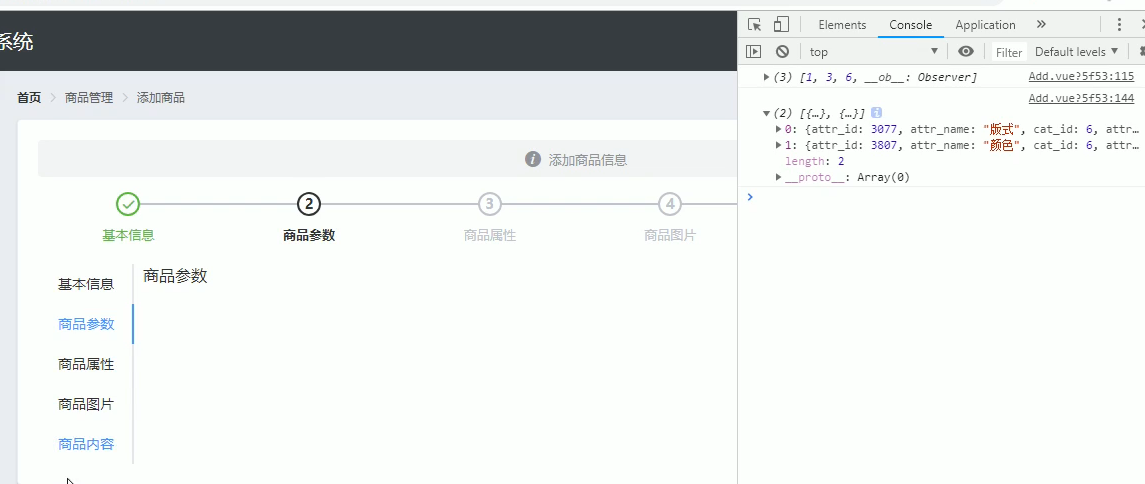 系统
首页 商品管理 添加商品
添加商品信息
2 3 4
基本信息 商品参数 商品属性 商品图片
基本信息
商品参数
商品属性
商品图片
商品内容
商品参数
Elements Console Application »
top Filter Default levels
(3) [1, 3, 6, __ob__: Observer] Add.vue?5f53:115
Add.vue?5f53:144
(2) [{…}, {…}]
0: {attr_id: 3077, attr_name: "版式", cat_id: 6, attr…
1: {attr_id: 3807, attr_name: "颜色", cat_id: 6, attr…
length: 2
__proto__: Array(0)